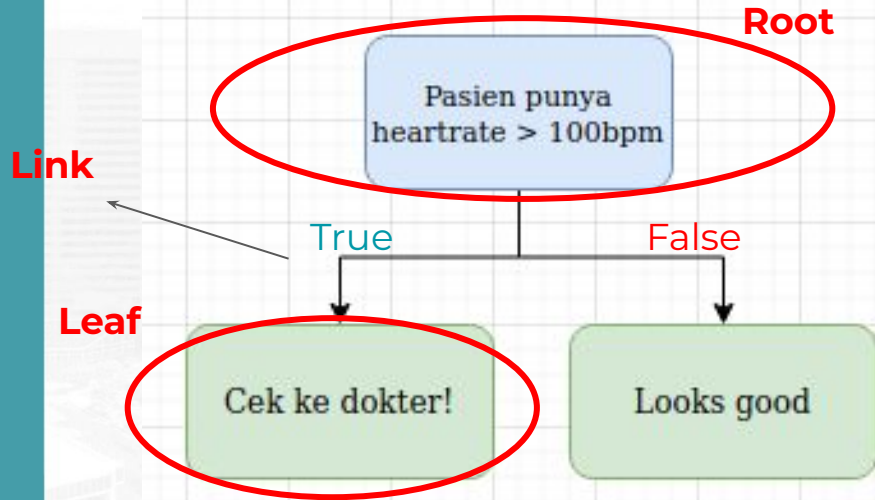 Root
Pasien punya
heartrate > 100bpm
Link
True
False
Leaf
Cek ke dokter!
Looks good